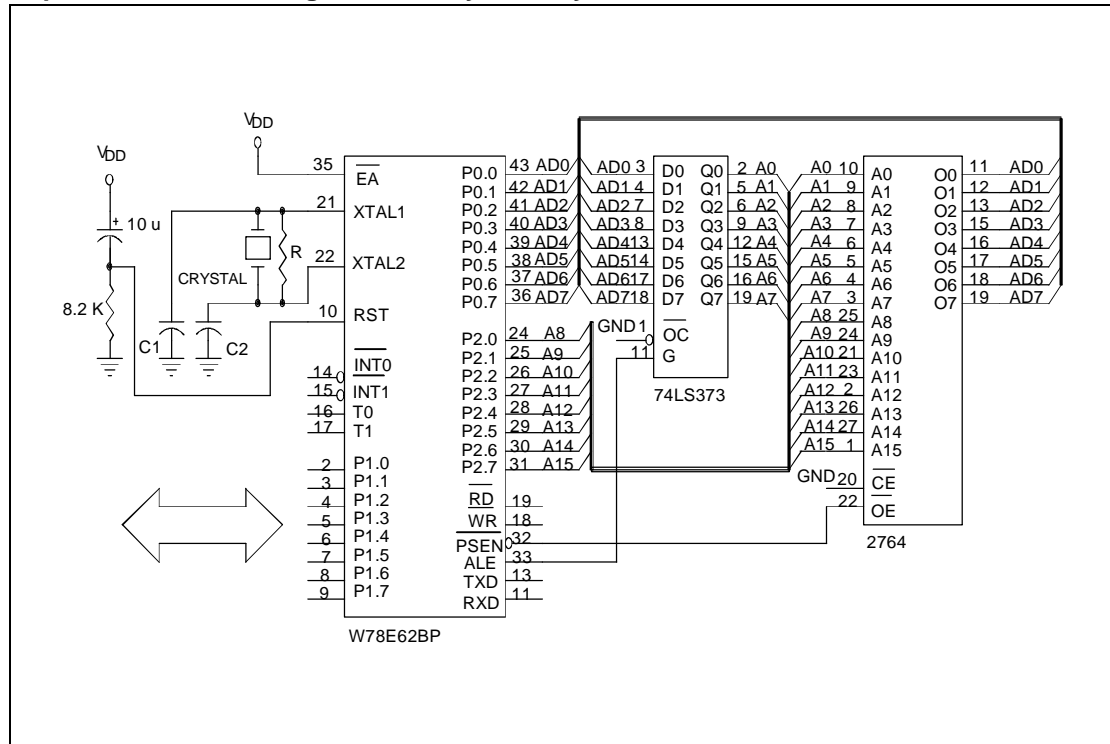 VDD
VDD
10 u
8.2 K
C1
C2
CRYSTAL
R
35 EA
21 XTAL1
22 XTAL2
10 RST
14 INT0
15 INT1
16 T0
17 T1
2 P1.0
3 P1.1
4 P1.2
5 P1.3
6 P1.4
7 P1.5
8 P1.6
9 P1.7
P0.0 43 AD0
P0.1 42 AD1
P0.2 41 AD2
P0.3 40 AD3
P0.4 39 AD4
P0.5 38 AD5
P0.6 37 AD6
P0.7 36 AD7
P2.0 24 A8
P2.1 25 A9
P2.2 26 A10
P2.3 27 A11
P2.4 28 A12
P2.5 29 A13
P2.6 30 A14
P2.7 31 A15
RD 19
WR 18
PSEN 32
ALE 33
TXD 13
RXD 11
W78E62BP
AD0 3 D0 Q0 2 A0
AD1 4 D1 Q1 5 A1
AD2 7 D2 Q2 6 A2
AD3 8 D3 Q3 9 A3
AD4 13 D4 Q4 12 A4
AD5 14 D5 Q5 15 A5
AD6 17 D6 Q6 16 A6
AD7 18 D7 Q7 19 A7
GND 1 OC
11 G
74LS373
A0 10 A0 O0 11 AD0
A1 9 A1 O1 12 AD1
A2 8 A2 O2 13 AD2
A3 7 A3 O3 15 AD3
A4 6 A4 O4 16 AD4
A5 5 A5 O5 17 AD5
A6 4 A6 O6 18 AD6
A7 3 A7 O7 19 AD7
A8 25 A8
A9 24 A9
A10 21 A10
A11 23 A11
A12 2 A12
A13 26 A13
A14 27 A14
A15 1 A15
GND 20 CE
22 OE
2764